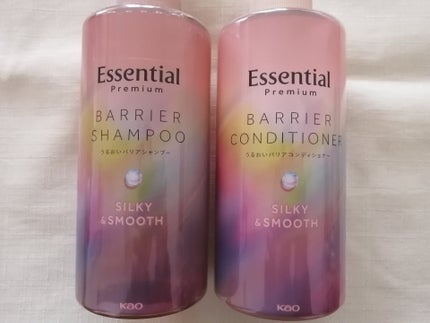 Essential
Premium
BARRIER
SHAMPOO
うるおいバリアシャンプー
SILKY
&SMOOTH
Kao
Essential
Premium
BARRIER
CONDITIONER
うるおいバリアコンディショナー
SILKY
&SMOOTH
Kao